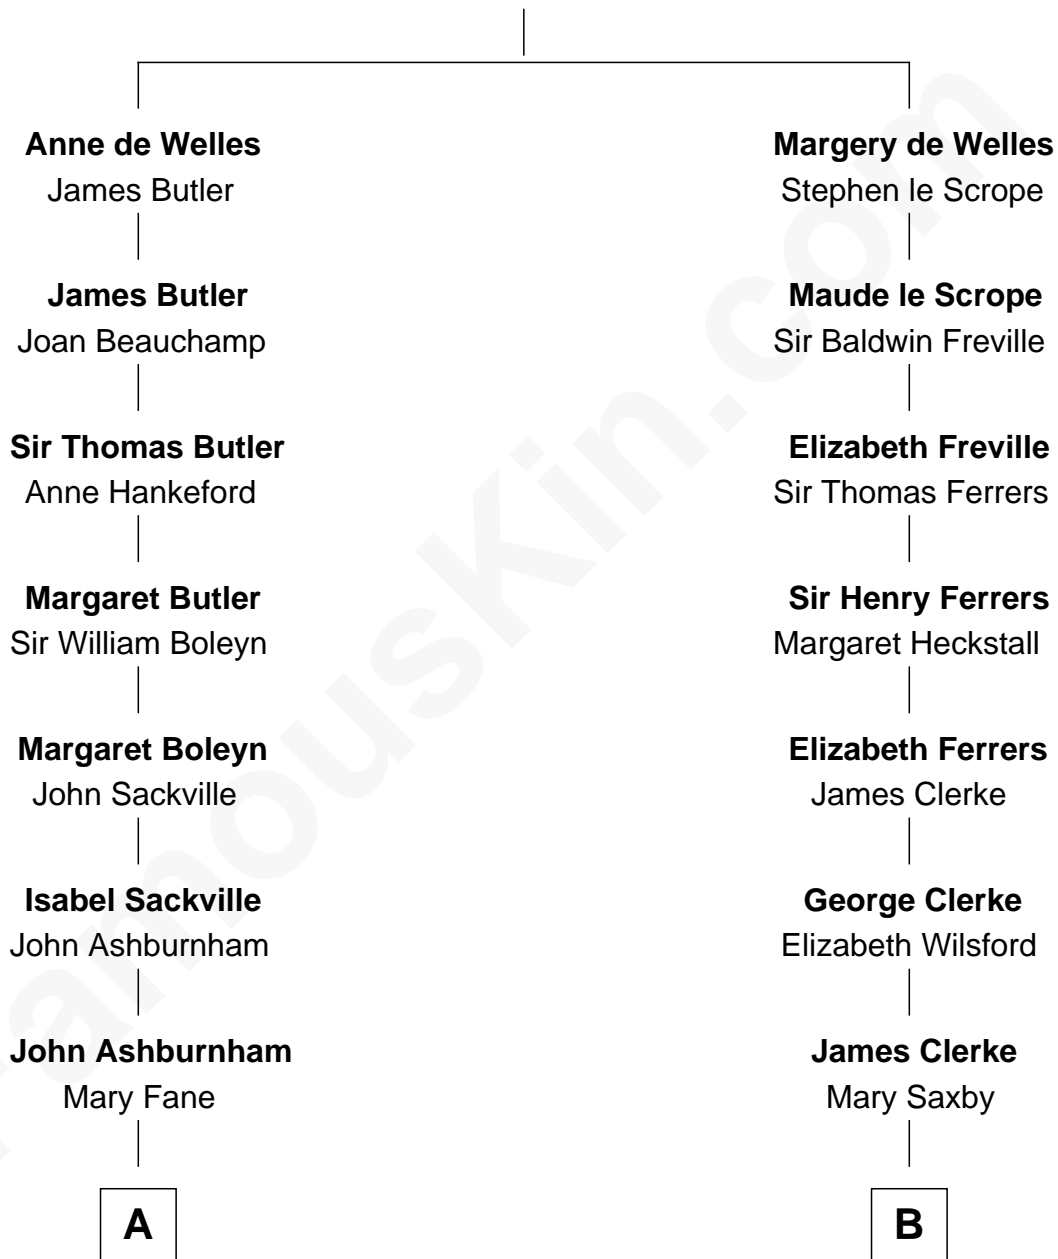 Anne de Welles
James Butler
James Butler
Joan Beauchamp
Sir Thomas Butler
Anne Hankeford
Margaret Butler
Sir William Boleyn
Margaret Boleyn
John Sackville
Isabel Sackville
John Ashburnham
John Ashburnham
Mary Fane
A
Margery de Welles
Stephen le Scrope
Maude le Scrope
Sir Baldwin Freville
Elizabeth Freville
Sir Thomas Ferrers
Sir Henry Ferrers
Margaret Heckstall
Elizabeth Ferrers
James Clerke
George Clerke
Elizabeth Wilsford
James Clerke
Mary Saxby
B
FamousKin.com